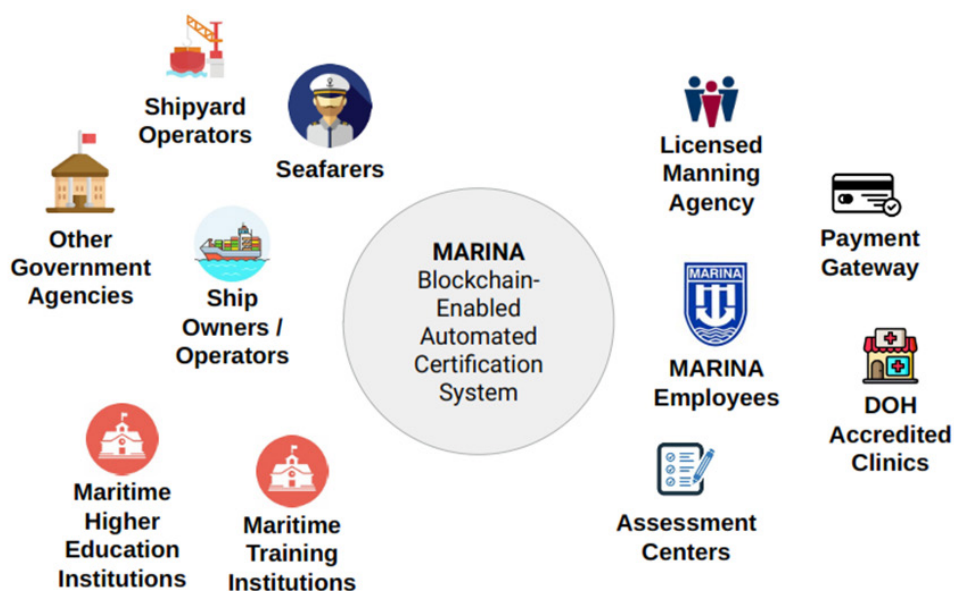 Shipyard
Operators
Seafarers
Other
Government
Agencies
Ship
Owners /
Operators
Maritime
Higher
Education
Institutions
Maritime
Training
Institutions
MARINA
Blockchain-
Enabled
Automated
Certification
System
Licensed
Manning
Agency
Payment
Gateway
MARINA
MARINA
Employees
DOH
Accredited
Clinics
Assessment
Centers